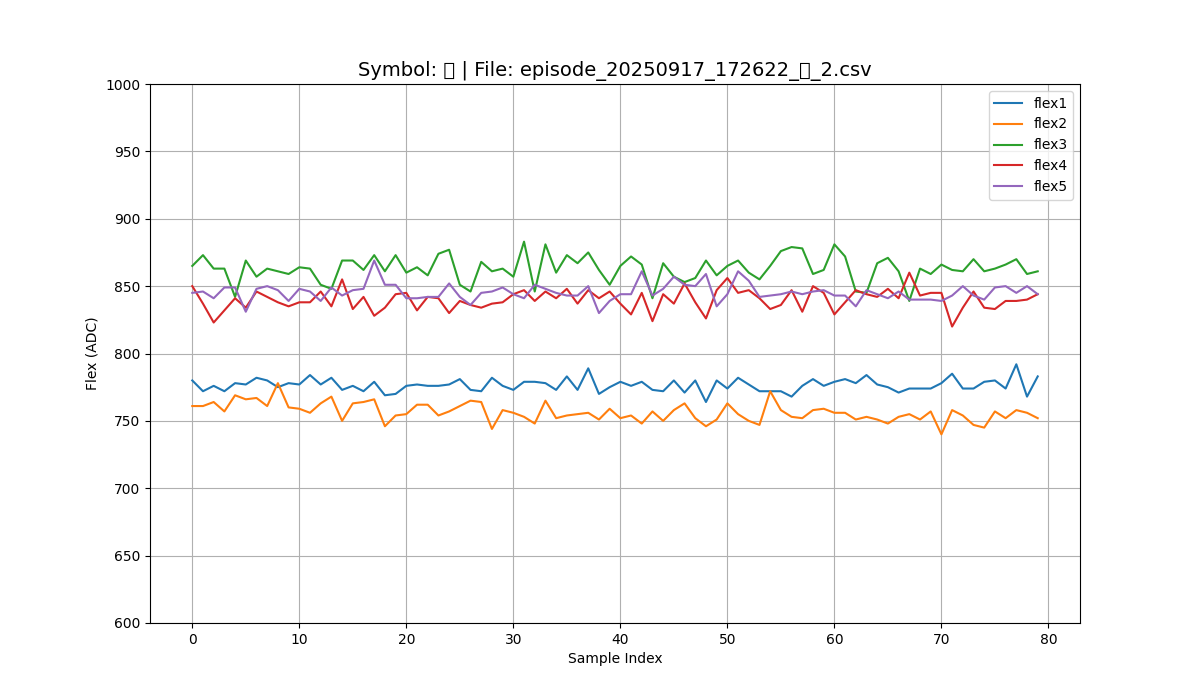 Symbol: ▯ | File: episode_20250917_172622_▯_2.csv
1000
950
900
850
800
750
700
650
600
Flex (ADC)
flex1
flex2
flex3
flex4
flex5
0 10 20 30 40 50 60 70 80
Sample Index